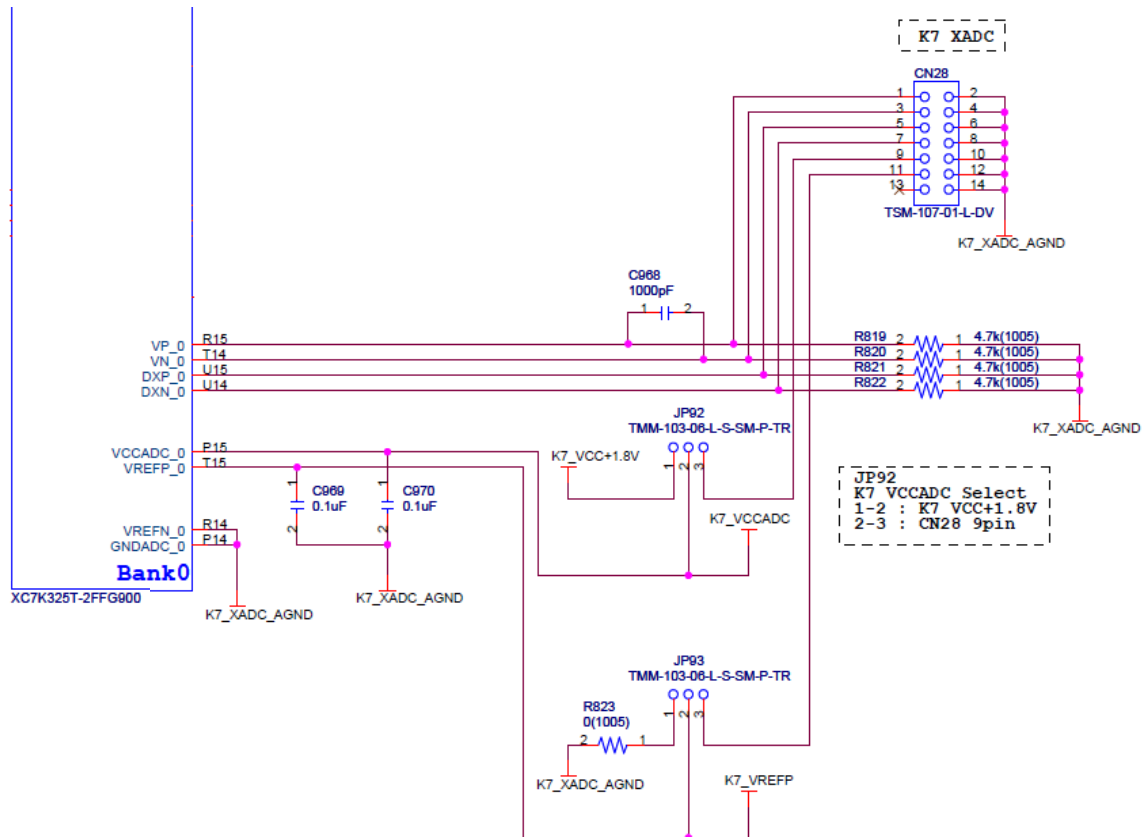 K7 XADC
CN28
1 2
3 4
5 6
7 8
9 10
11 12
13 14
TSM-107-01-L-DV
K7_XADC_AGND
C968
1000pF
1 2
VP_0 R15
VN_0 T14
DXP_0 U15
DXN_0 U14
R819 2 1 4.7k(1005)
R820 2 1 4.7k(1005)
R821 2 1 4.7k(1005)
R822 2 1 4.7k(1005)
K7_XADC_AGND
JP92
TMM-103-06-L-S-SM-P-TR
K7_VCC+1.8V
1 2 3
VCCADC_0 P15
VREFP_0 T15
1 C969 0.1uF 2
1 C970 0.1uF 2
K7_VCCADC
JP92
K7 VCCADC Select
1-2 : K7 VCC+1.8V
2-3 : CN28 9pin
VREFN_0 R14
GNDADC_0 P14
Bank0
XC7K325T-2FFG900
K7_XADC_AGND
K7_XADC_AGND
JP93
TMM-103-06-L-S-SM-P-TR
1 2 3
R823
0(1005)
2 1
K7_XADC_AGND
K7_VREFP